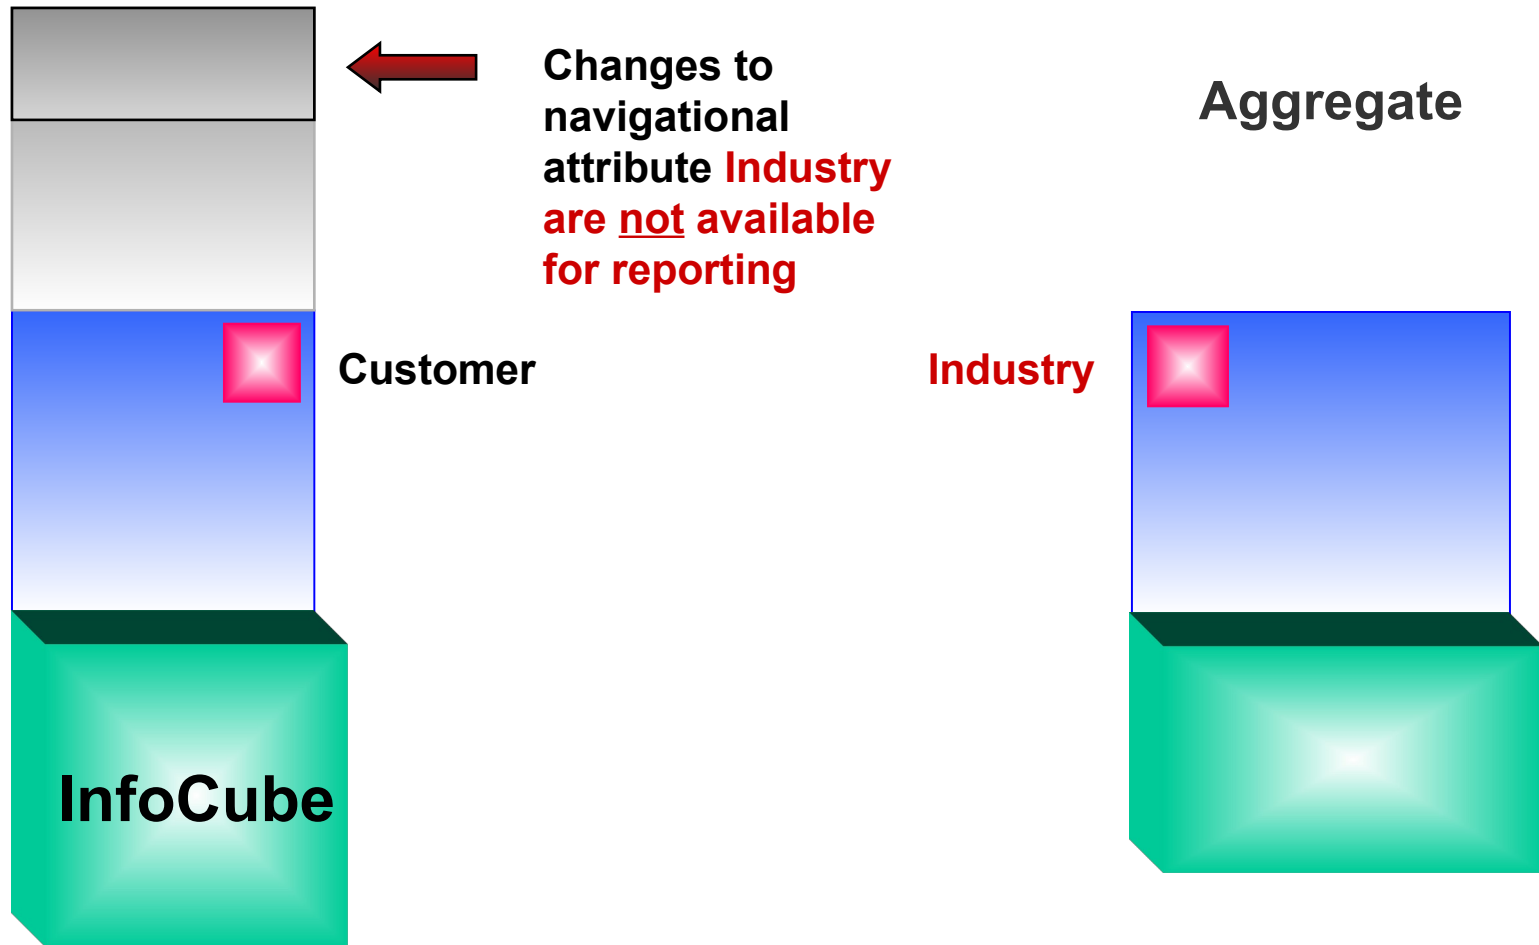 Changes to
navigational
attribute Industry
are not available
for reporting
Aggregate
Customer
Industry
InfoCube